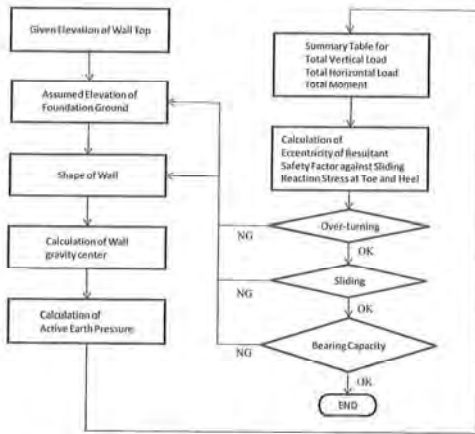 Given Elevation of Wall Top
Assumed Elevation of
Foundation Ground
Shape of Wall
Calculation of Wall
gravity center
Calculation of
Active Earth Pressure
Summary Table for
Total Vertical Load
Total Horizontal Load
Total Moment
Calculation of
Eccentricity of Resultant
Safety Factor against Sliding
Reaction Stress at Toe and Heel
Over-turning
NG
OK
Sliding
NG
OK
Bearing Capacity
NG
OK
END